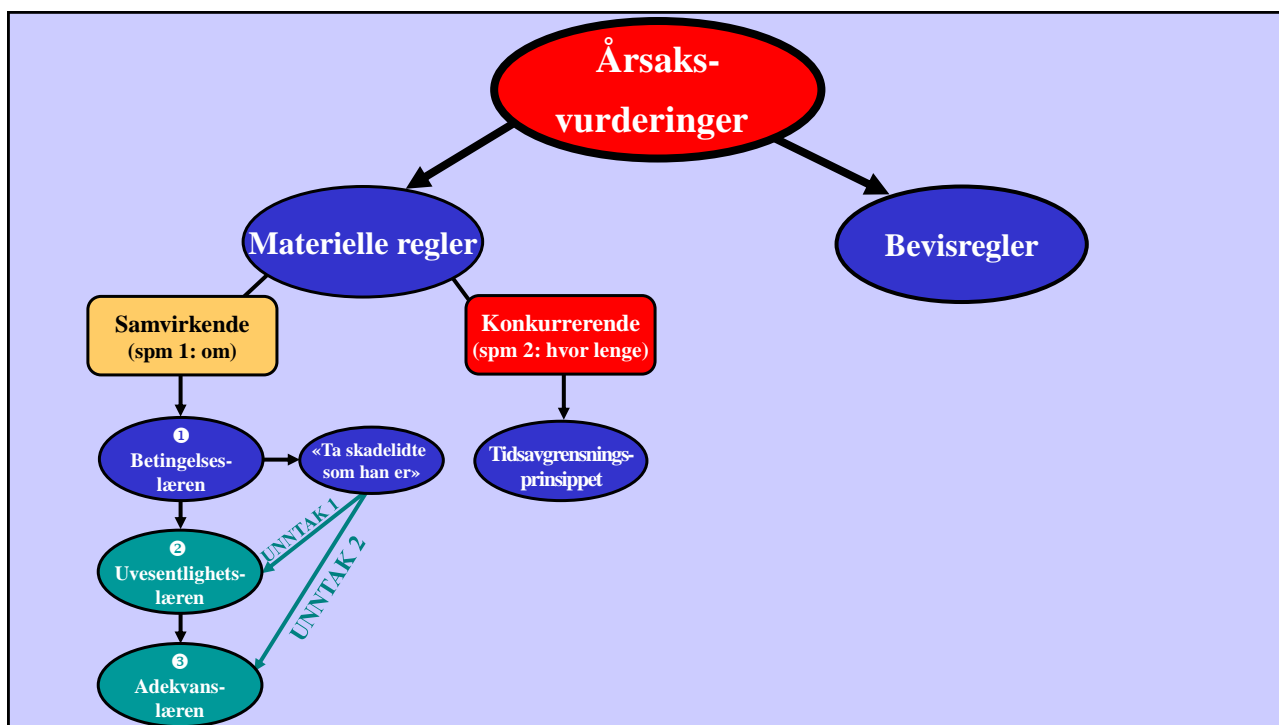 Årsaks-
vurderinger
Materielle regler
Bevisregler
Samvirkende
(spm 1: om)
Konkurrerende
(spm 2: hvor lenge)
❶
Betingelses-
læren
«Ta skadelidte
som han er»
Tidsavgrensnings-
prinsippet
UNNTAK 1
UNNTAK 2
❷
Uvesentlighets-
læren
❸
Adekvans-
læren